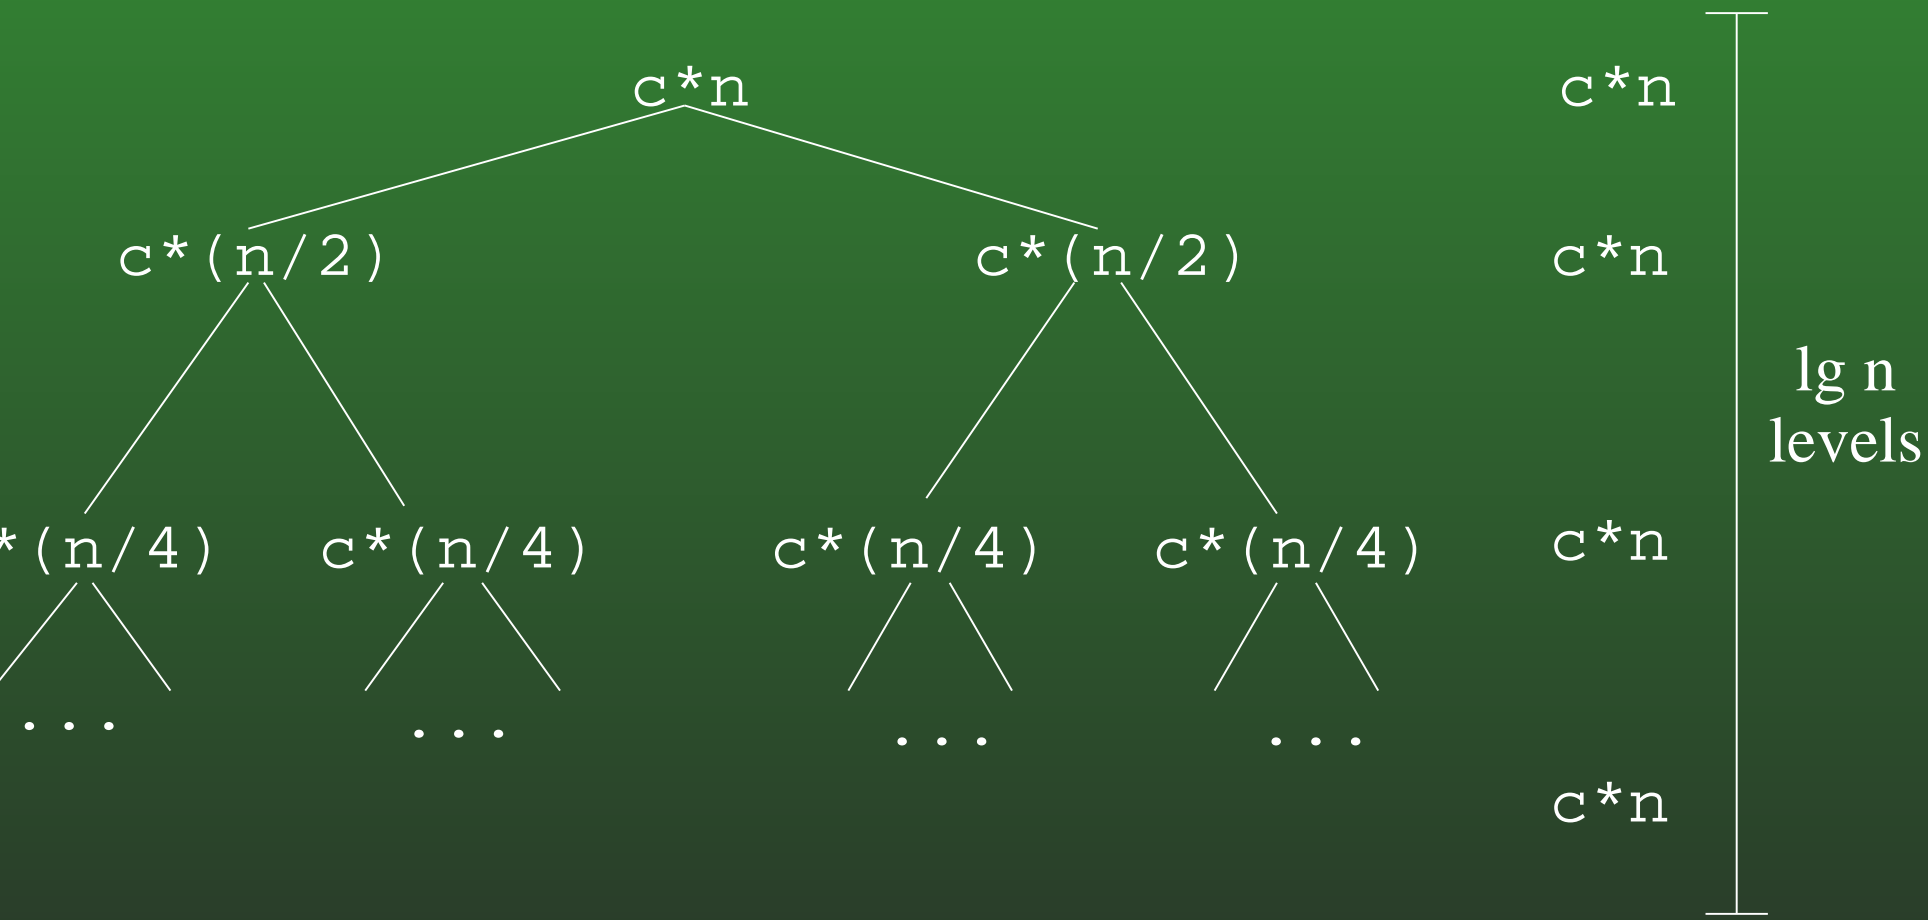 c*n c*n
c*(n/2) c*(n/2) c*n
lg n
levels
*(n/4) c*(n/4) c*(n/4) c*(n/4) c*n
... ... ... ...
c*n